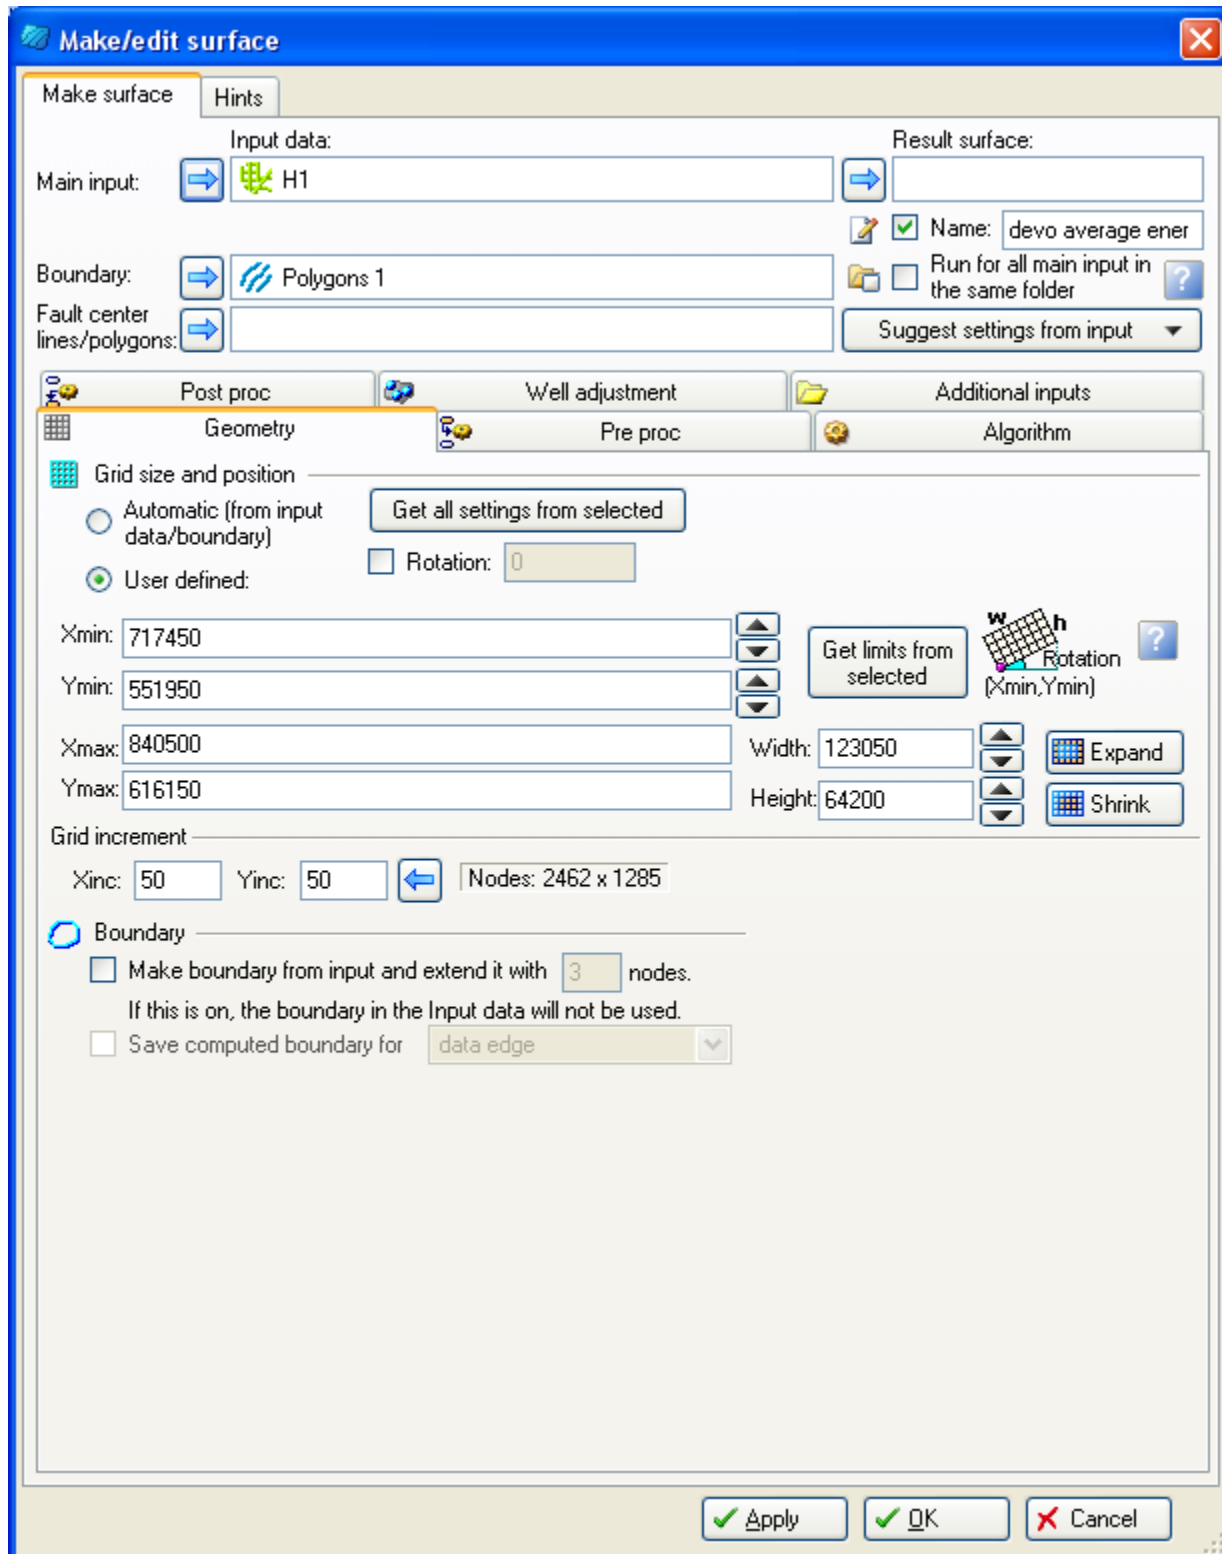 Make/edit surface
Make surface
Hints
Input data:
Result surface:
Main input:
H1
Name:
devo average ener
Boundary:
Polygons 1
Run for all main input in
the same folder
?
Fault center
lines/polygons:
Suggest settings from input
Post proc
Well adjustment
Additional inputs
Geometry
Pre proc
Algorithm
Grid size and position
Automatic (from input
data/boundary)
Get all settings from selected
Rotation:
0
User defined:
Xmin:
717450
Get limits from
selected
w
h
Rotation
(Xmin,Ymin)
?
Ymin:
551950
Xmax:
840500
Width:
123050
Expand
Ymax:
616150
Height:
64200
Shrink
Grid increment
Xinc:
50
Yinc:
50
Nodes: 2462 x 1285
Boundary
Make boundary from input and extend it with
3
nodes.
If this is on, the boundary in the Input data will not be used.
Save computed boundary for
data edge
Apply
OK
Cancel